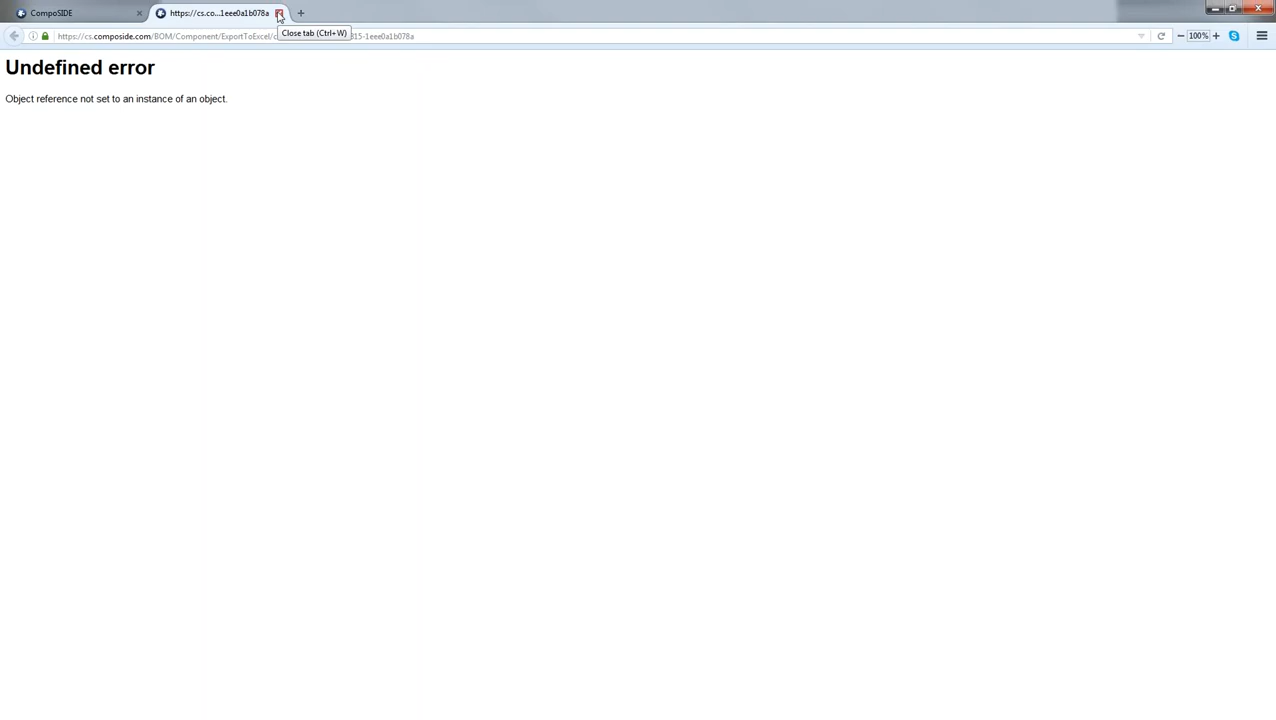 CompoSIDE
https://cs.co...1eee0a1b078a
Close tab (Ctrl+W)
https://cs.composide.com/BOM/Component/ExportToExcel/c 815-1eee0a1b078a
100%
Undefined error
Object reference not set to an instance of an object.